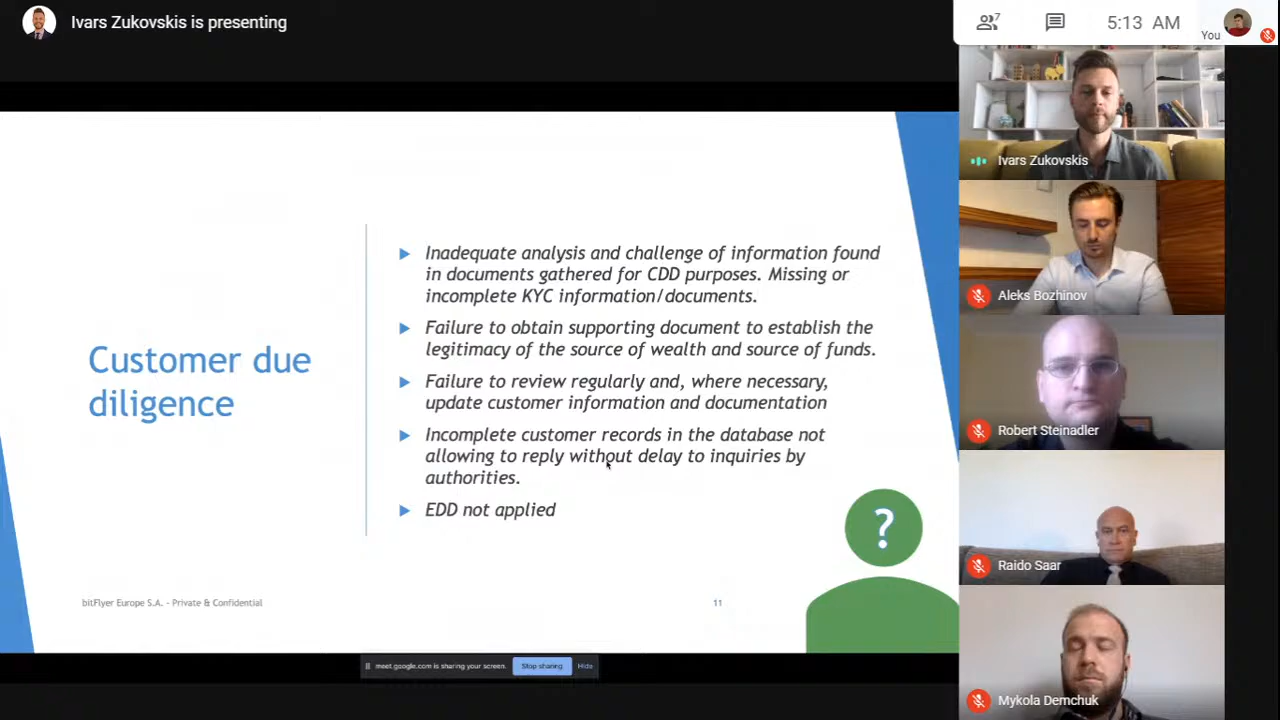 Ivars Zukovskis is presenting
7
5:13 AM
You
Customer due
diligence
Inadequate analysis and challenge of information found
in documents gathered for CDD purposes. Missing or
incomplete KYC information/documents.
Failure to obtain supporting document to establish the
legitimacy of the source of wealth and source of funds.
Failure to review regularly and, where necessary,
update customer information and documentation
Incomplete customer records in the database not
allowing to reply without delay to inquiries by
authorities.
EDD not applied
?
bitFlyer Europe S.A. - Private & Confidential
11
meet.google.com is sharing your screen.
Stop sharing
Hide
Ivars Zukovskis
Aleks Bozhinov
Robert Steinadler
Raido Saar
Mykola Demchuk